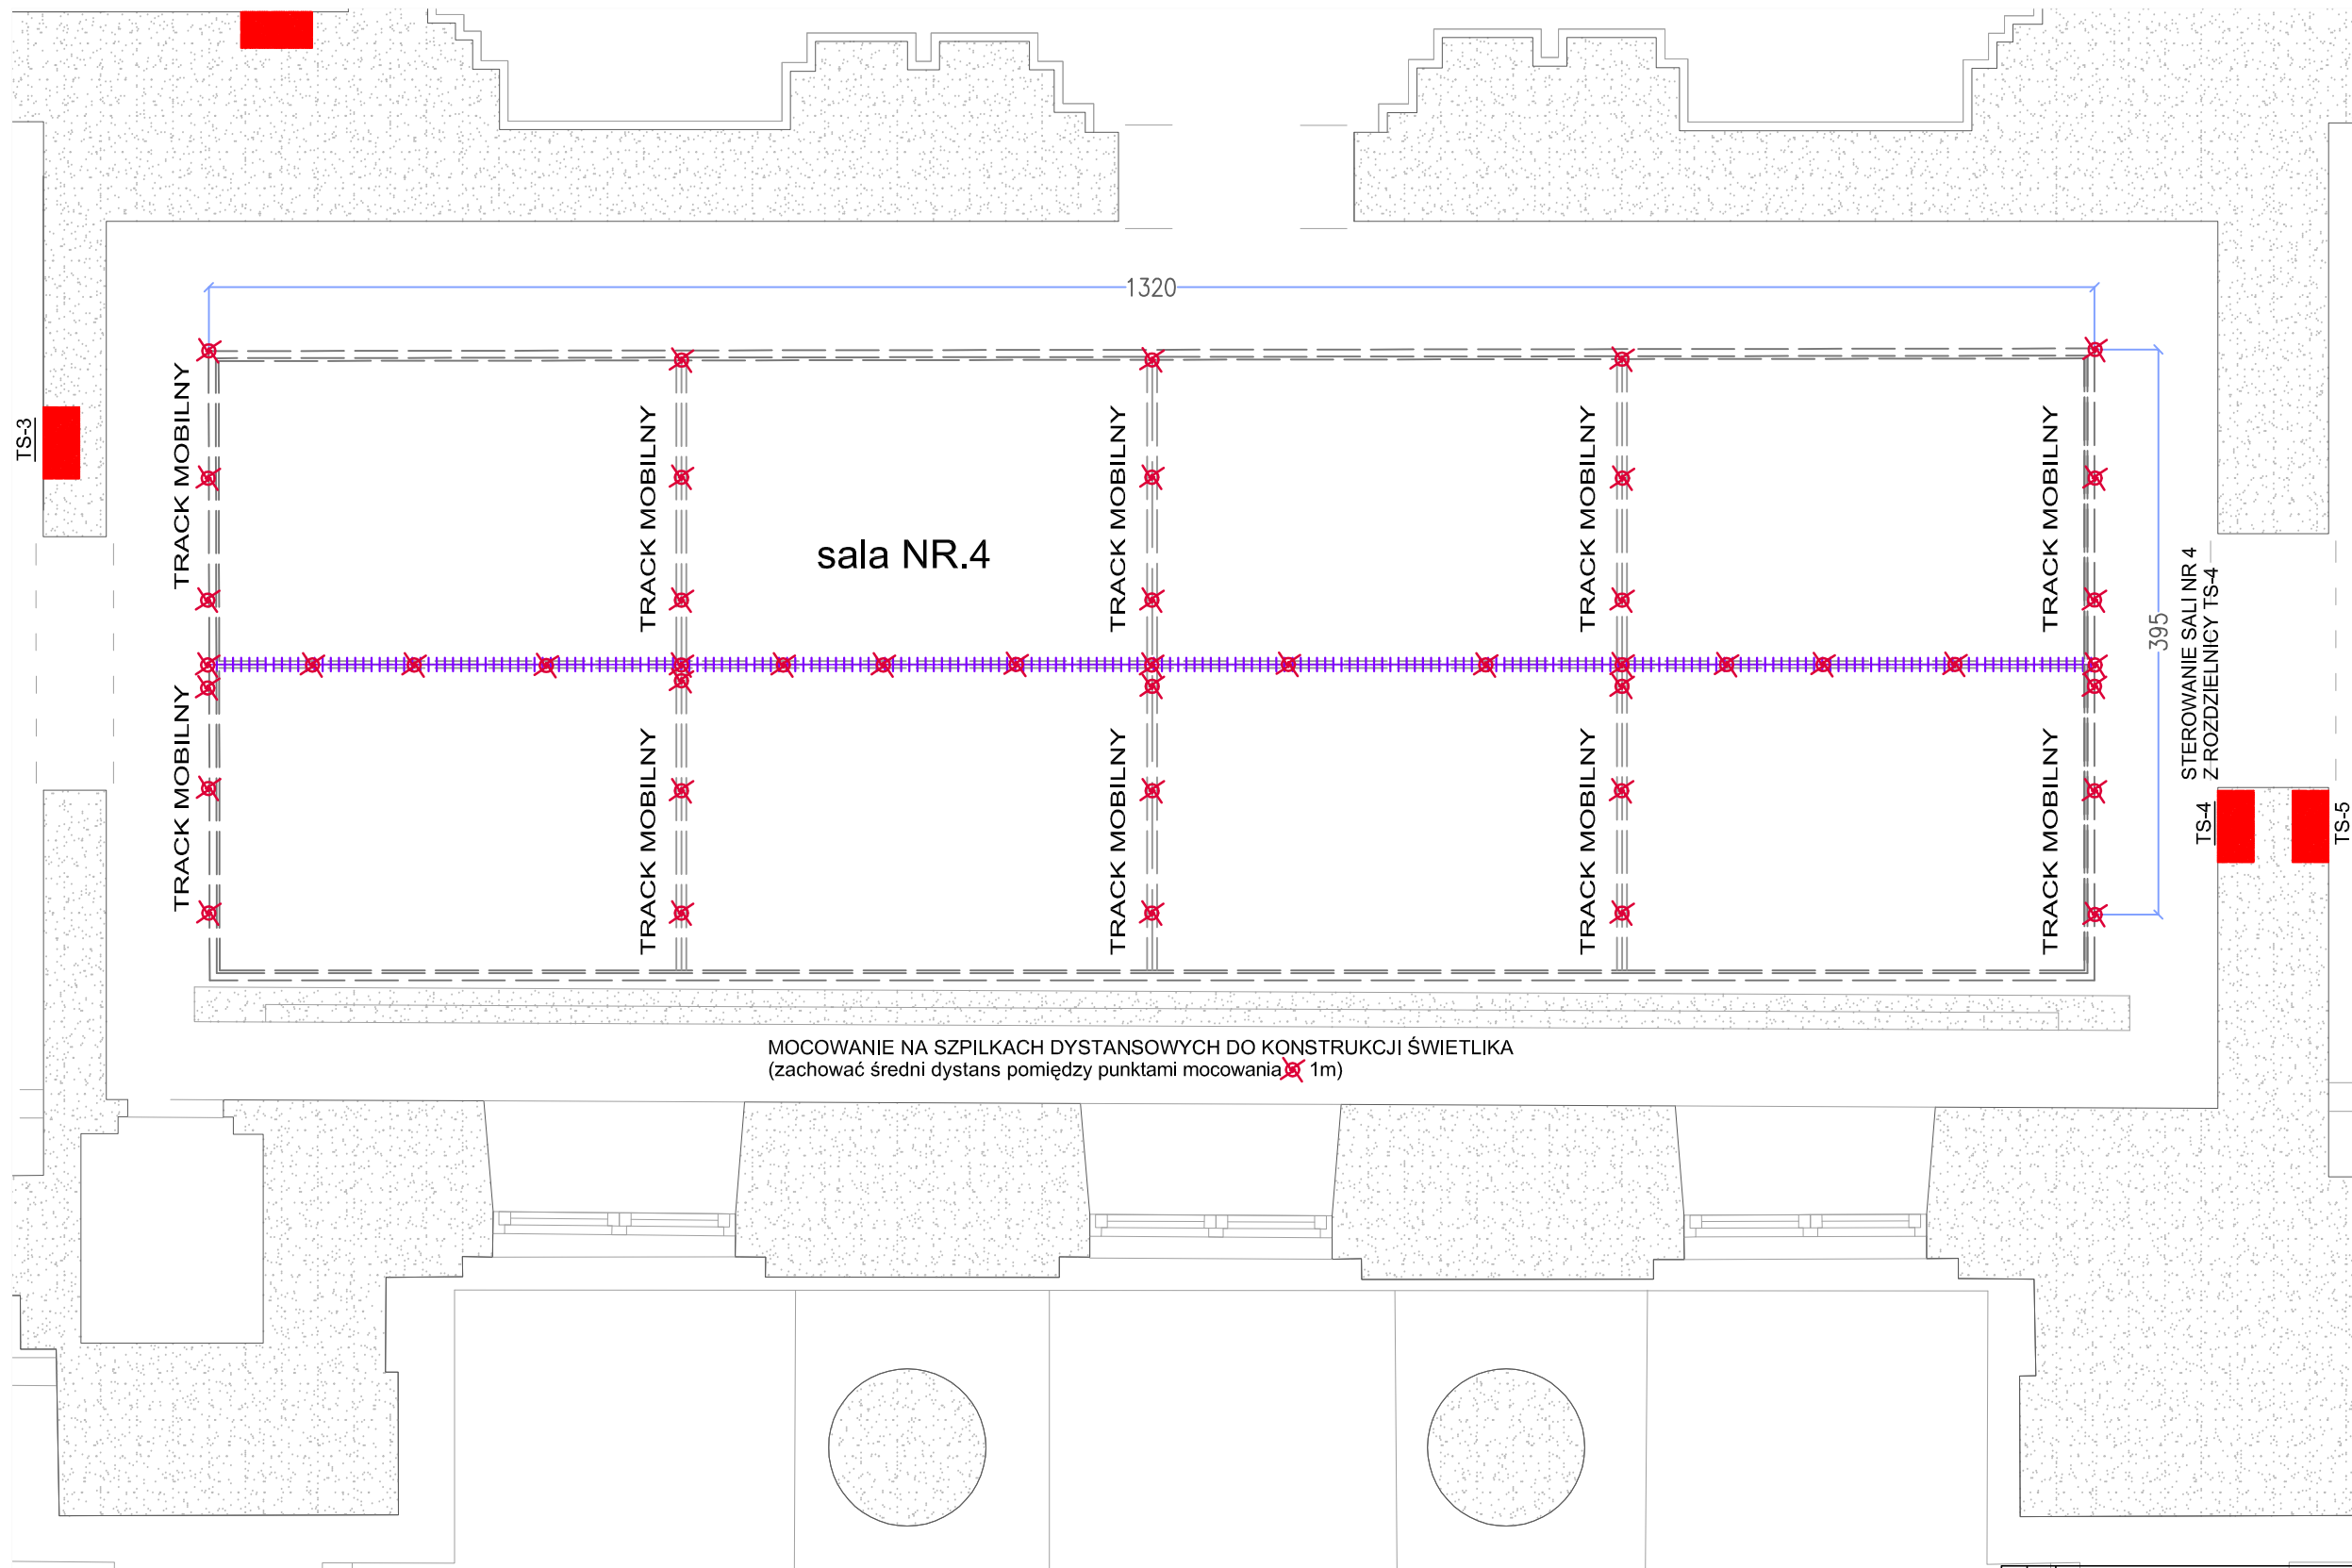 1320
TRACK MOBILNY
TRACK MOBILNY
TRACK MOBILNY
TRACK MOBILNY
TRACK MOBILNY
TS-3
sala NR.4
STEROWANIE SALI NR 4
Z ROZDZIELNICY TS-4
395
TRACK MOBILNY
TRACK MOBILNY
TRACK MOBILNY
TRACK MOBILNY
TRACK MOBILNY
TS-4
TS-5
MOCOWANIE NA SZPILKACH DYSTANSOWYCH DO KONSTRUKCJI ŚWIETLIKA
(zachować średni dystans pomiędzy punktami mocowania 1m)